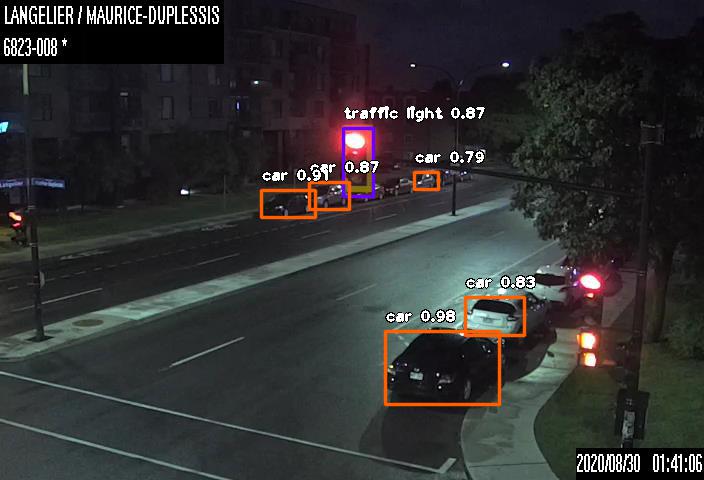 LANGELIER / MAURICE-DUPLESSIS
6823-008 *
traffic light 0.87
car 0.91
car 0.87
car 0.79
car 0.83
car 0.98
2020/08/30 01:41:06